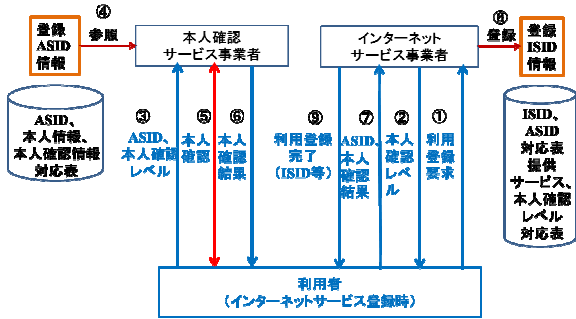 ④
参照
登録
ASID
情報
本人確認
サービス事業者
インターネット
サービス事業者
⑧
登録
登録
ISID
情報
ASID、
本人情報、
本人確認情報
対応表
③
ASID、
本人確認
レベル
⑤
本人
確認
⑥
本人
確認
結果
⑨
利用登録
完了
(ISID等)
⑦
ASID、
本人確認
結果
②
本人
確認
レベル
①
利用
登録
要求
ISID、
ASID
対応表
提供
サービス、
本人確認
レベル
対応表
利用者
(インターネットサービス登録時)